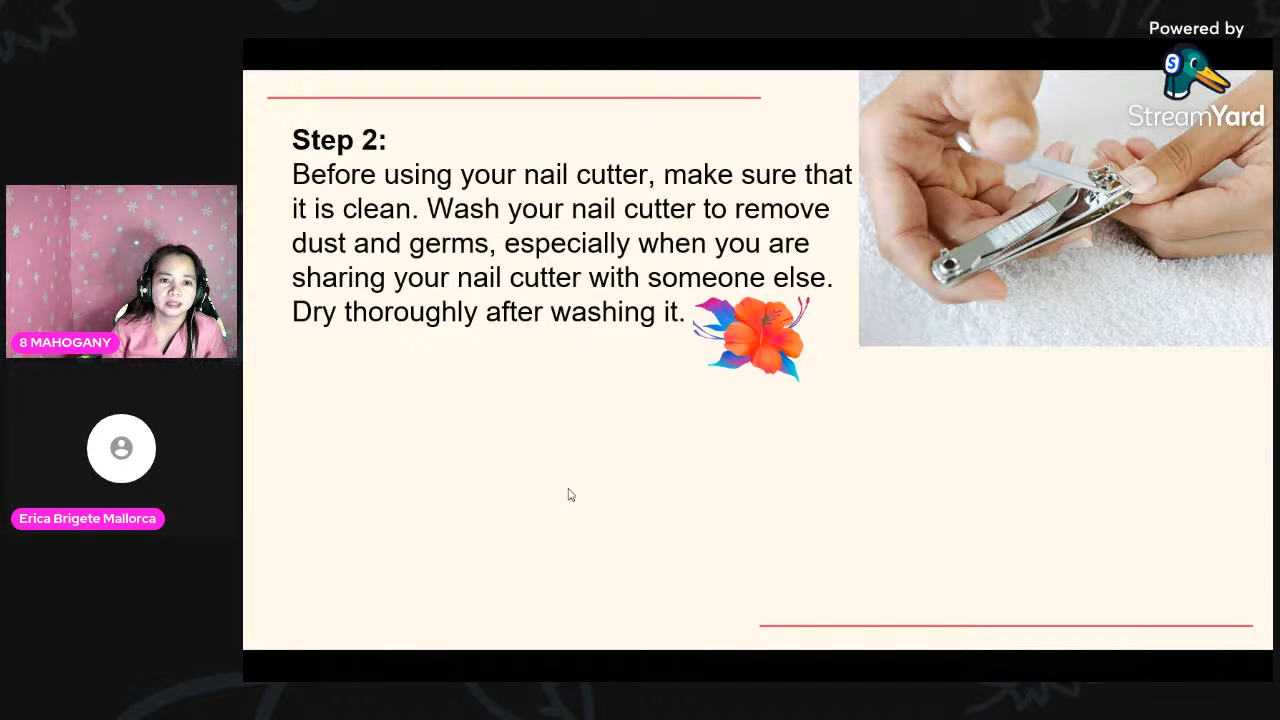 Powered by
StreamYard
Step 2:
Before using your nail cutter, make sure that
it is clean. Wash your nail cutter to remove
dust and germs, especially when you are
sharing your nail cutter with someone else.
Dry thoroughly after washing it.
8 MAHOGANY
Erica Brigete Mallorca